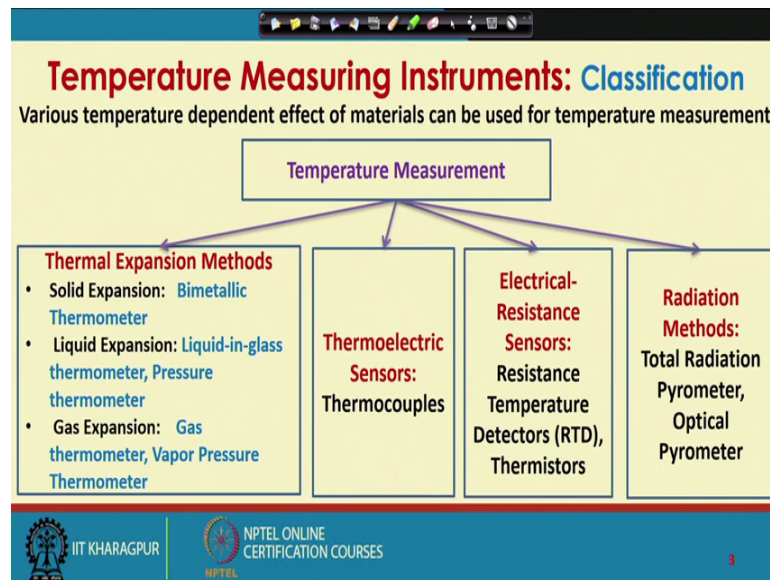 Temperature Measuring Instruments: Classification
Various temperature dependent effect of materials can be used for temperature measurement
Temperature Measurement
Thermal Expansion Methods
• Solid Expansion: Bimetallic
Thermometer
• Liquid Expansion: Liquid-in-glass
thermometer, Pressure
thermometer
• Gas Expansion: Gas
thermometer, Vapor Pressure
Thermometer
Thermoelectric
Sensors:
Thermocouples
Electrical-
Resistance
Sensors:
Resistance
Temperature
Detectors (RTD),
Thermistors
Radiation
Methods:
Total Radiation
Pyrometer,
Optical
Pyrometer
IIT KHARAGPUR
NPTEL
NPTEL ONLINE
CERTIFICATION COURSES
3